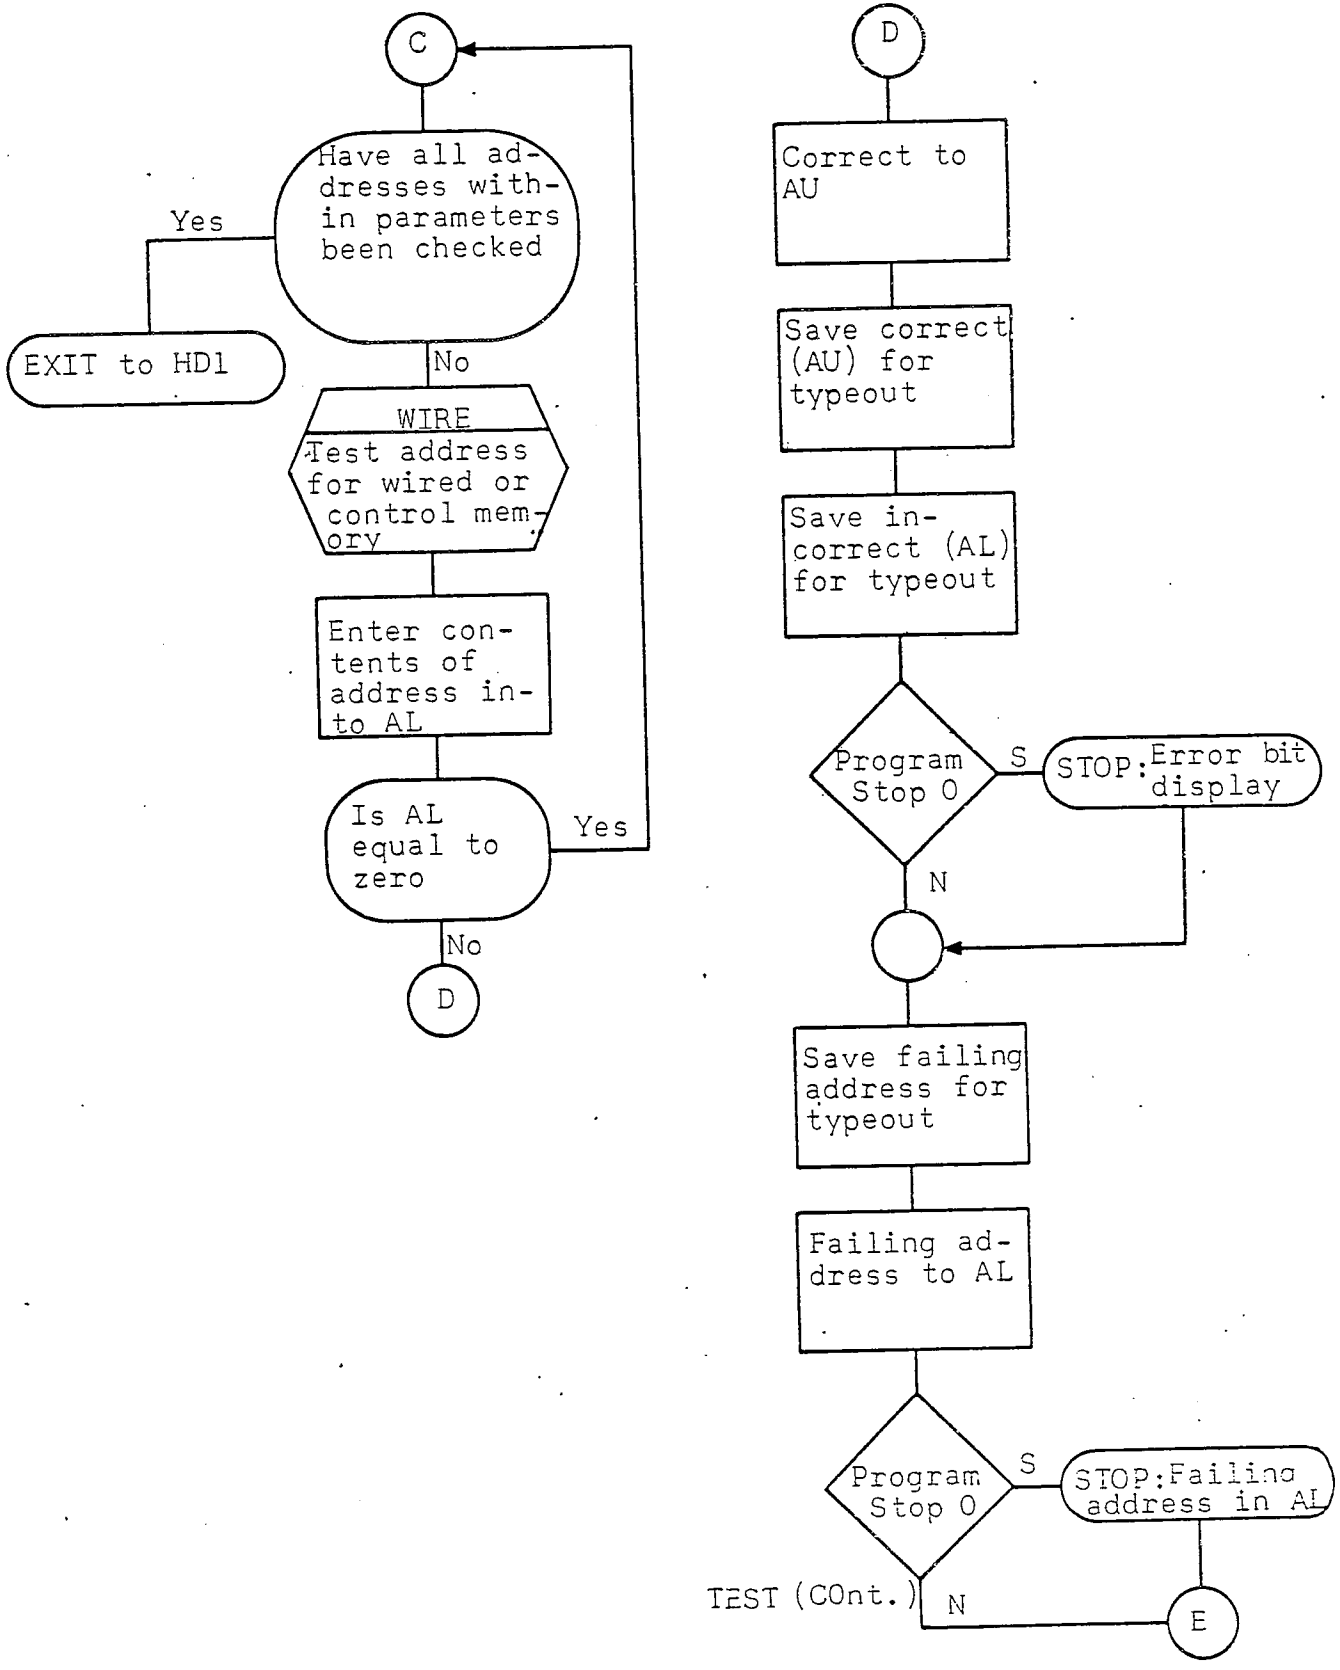 C
Have all ad-
dresses with-
in parameters
been checked
Yes
EXIT to HD1
No
WIRE
Test address
for wired or
control mem-
ory
Enter con-
tents of
address in-
to AL
Is AL
equal to
zero
Yes
No
D
D
Correct to
AU
Save correct
(AU) for
typeout
Save in-
correct (AL)
for typeout
Program
Stop 0
S
STOP: Error bit
display
N
Save failing
address for
typeout
Failing ad-
dress to AL
Program
Stop 0
S
STOP: Failing
address in AL
TEST (COnt.)
N
E